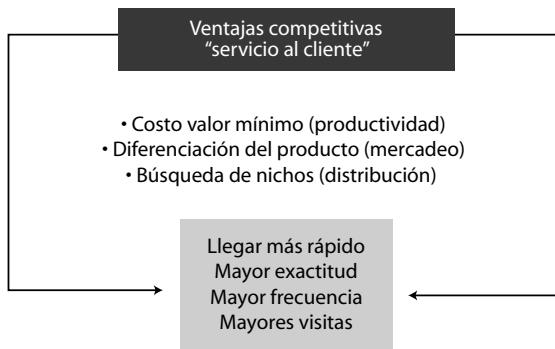 Ventajas competitivas
“servicio al cliente”
• Costo valor mínimo (productividad)
• Diferenciación del producto (mercadeo)
• Búsqueda de nichos (distribución)
Llegar más rápido
Mayor exactitud
Mayor frecuencia
Mayores visitas